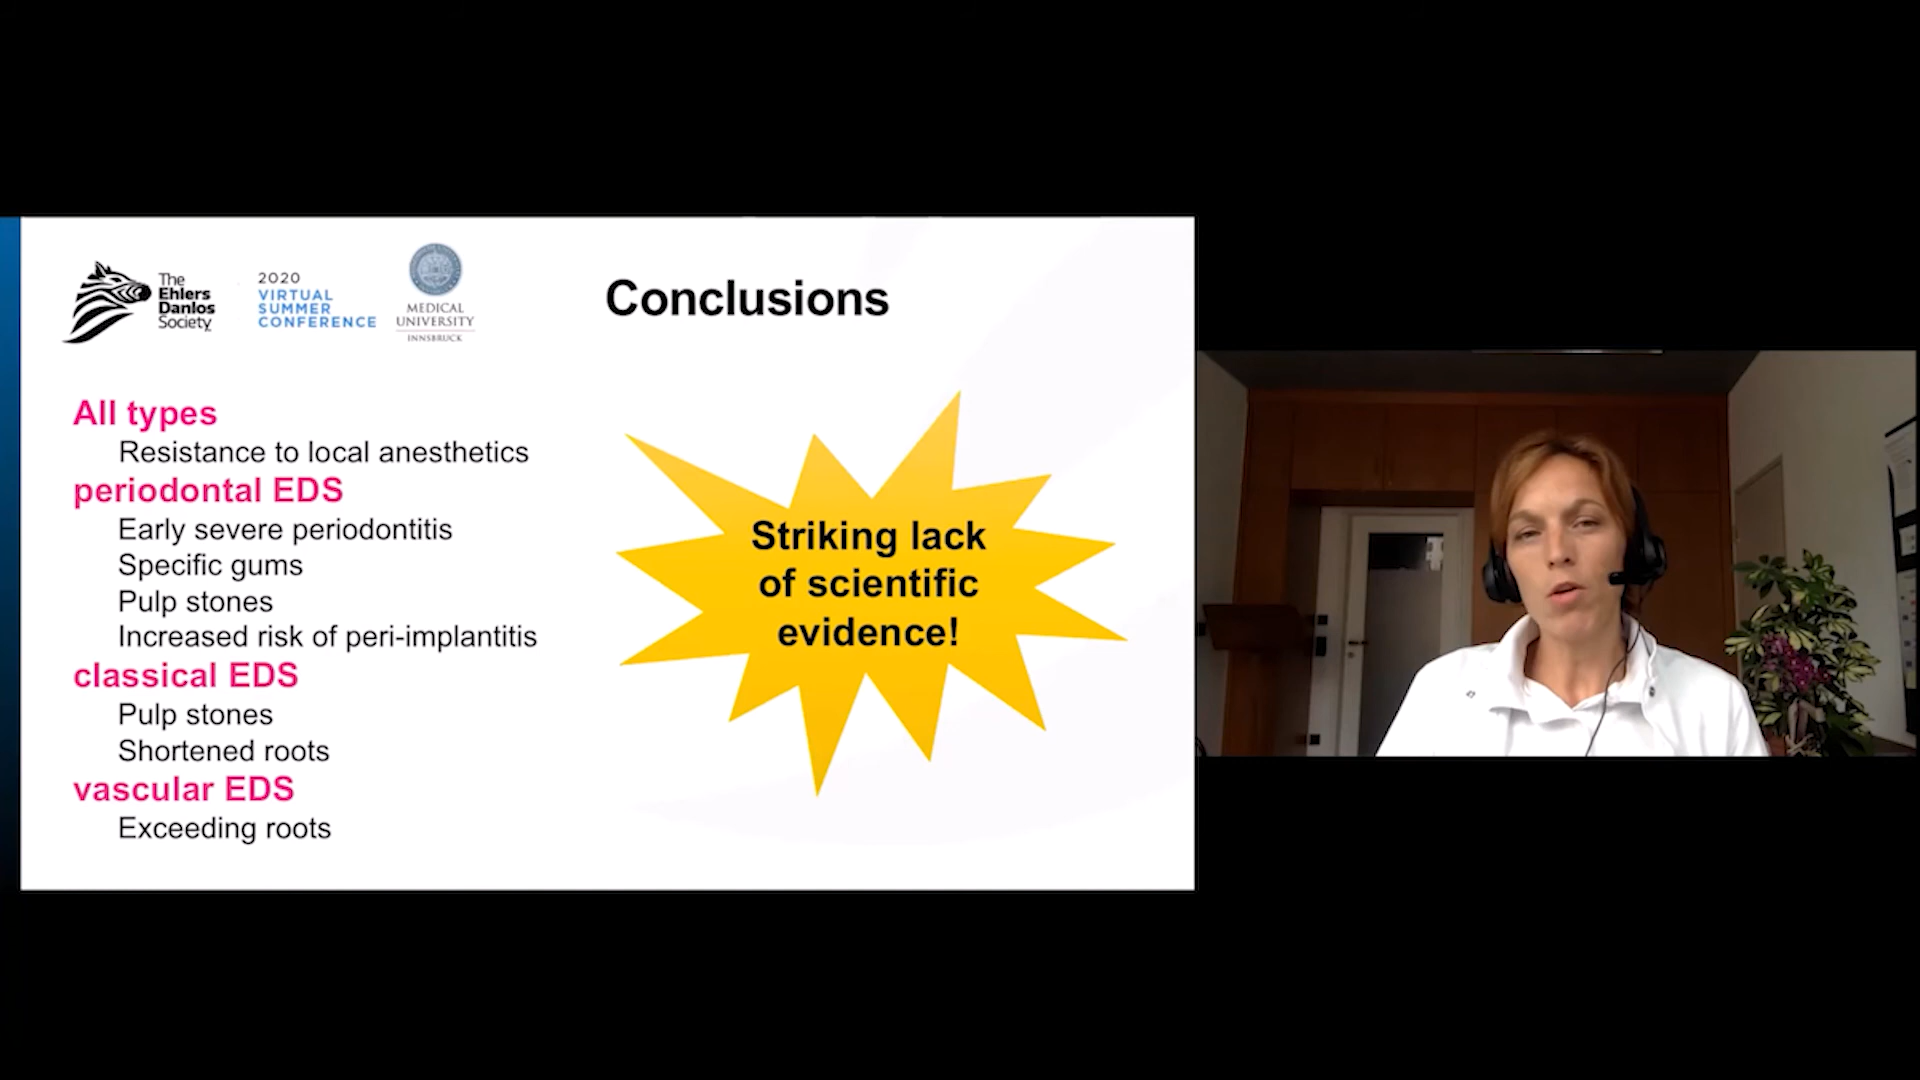 The
Ehlers
Danlos
Society
2020
VIRTUAL
SUMMER
CONFERENCE
MEDICAL
UNIVERSITY
INNSBRUCK
Conclusions
All types
Resistance to local anesthetics
periodontal EDS
Early severe periodontitis
Specific gums
Pulp stones
Increased risk of peri-implantitis
classical EDS
Pulp stones
Shortened roots
vascular EDS
Exceeding roots
Striking lack
of scientific
evidence!